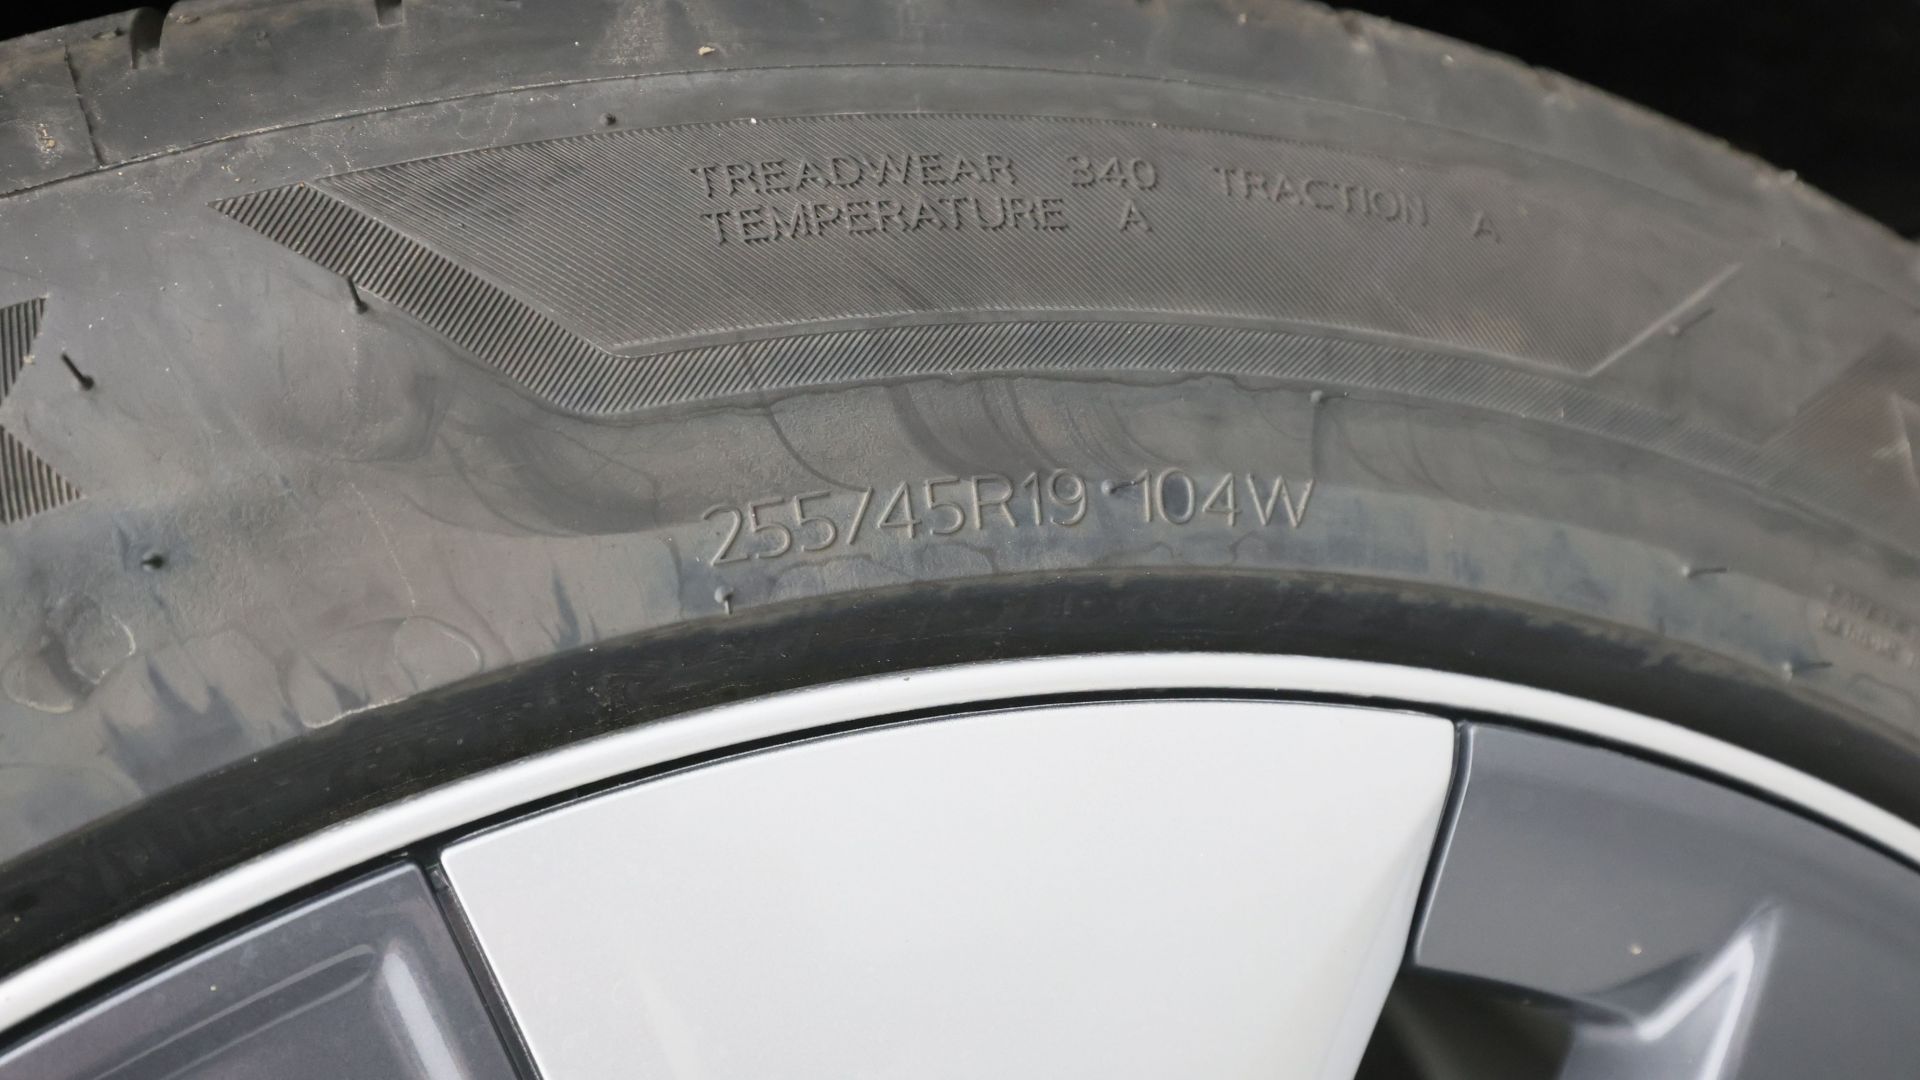 TREADWEAR 340 TRACTION A
TEMPERATURE A
255/45R19 104W